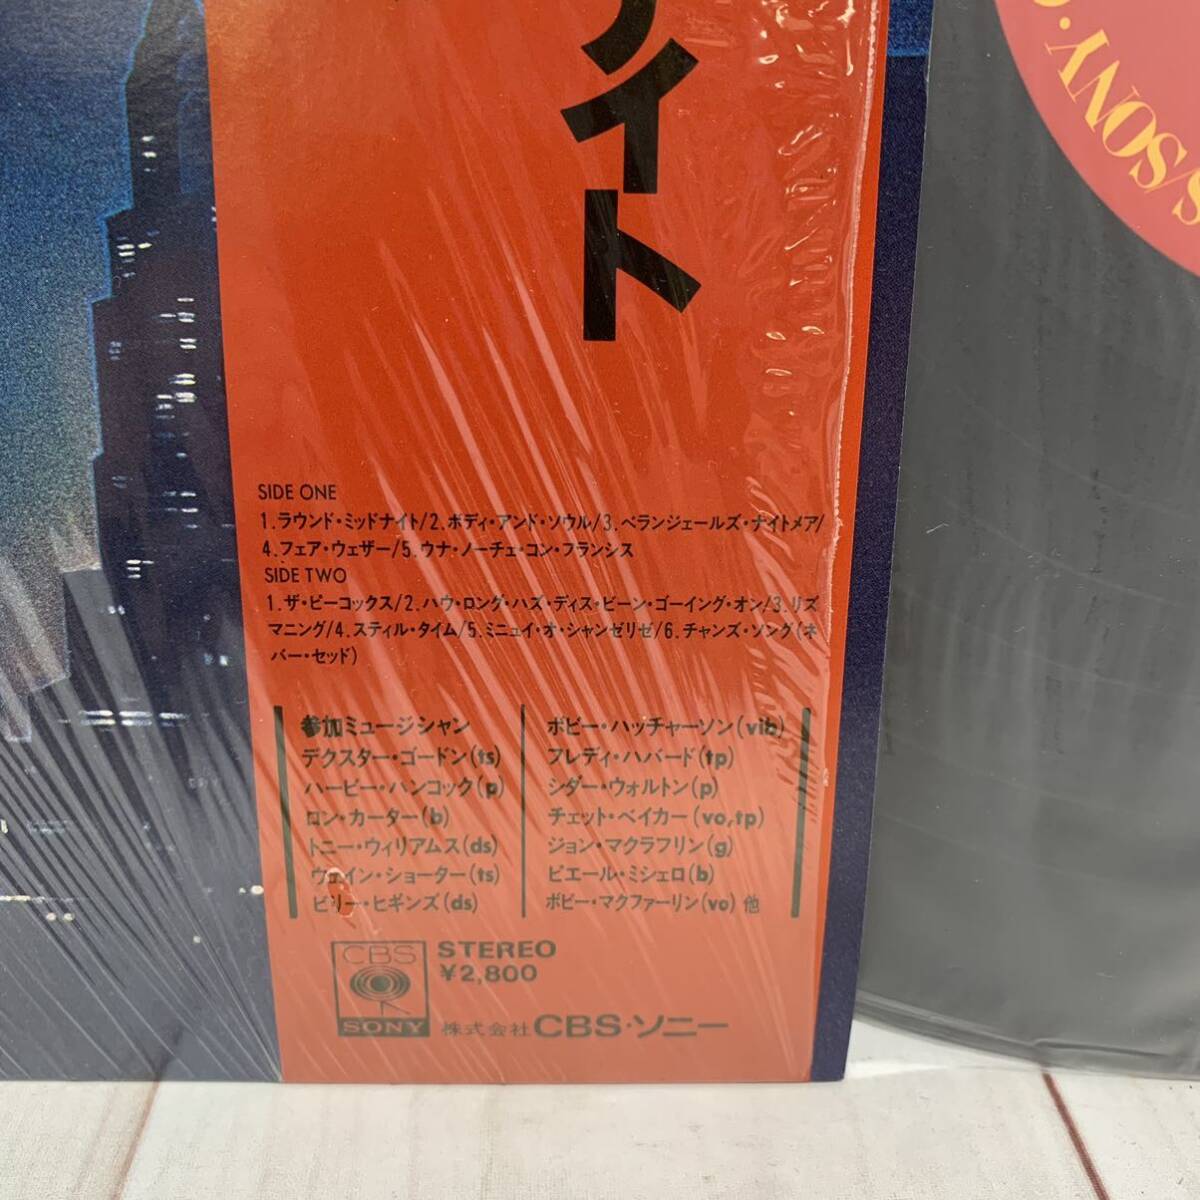 イト
S/SONY・C
SIDE ONE
1.ラウンド・ミッドナイト/2.ボディ・アンド・ソウル/3.ベランジェールズ・ナイトメア/
4.フェア・ウェザー/5.ウナ・ノーチェ・コン・フランシス
SIDE TWO
1.ザ・ピーコックス/2.ハウ・ロング・ハズ・ディス・ビーン・ゴーイング・オン/3.リズ
マニング/4.スティル・タイム/5.ミニュイ・オ・シャンゼリゼ/6.チャンズ・ソング(ネ
バー・セッド)
参加ミュージシャン
デクスター・ゴードン(ts)
ハービー・ハンコック(p)
ロン・カーター(b)
トニー・ウィリアムス(ds)
ウェイン・ショーター(ts)
ビリー・ヒギンズ(ds)
ボビー・ハッチャーソン(vib)
フレディ・ハバード(tp)
シダー・ウォルトン(p)
チェット・ベイカー(vo,tp)
ジョン・マクラフリン(g)
ピエール・ミシェロ(b)
ボビー・マクファーリン(vo)他
CBS
SONY
STEREO
¥2,800
株式会社CBS・ソニー